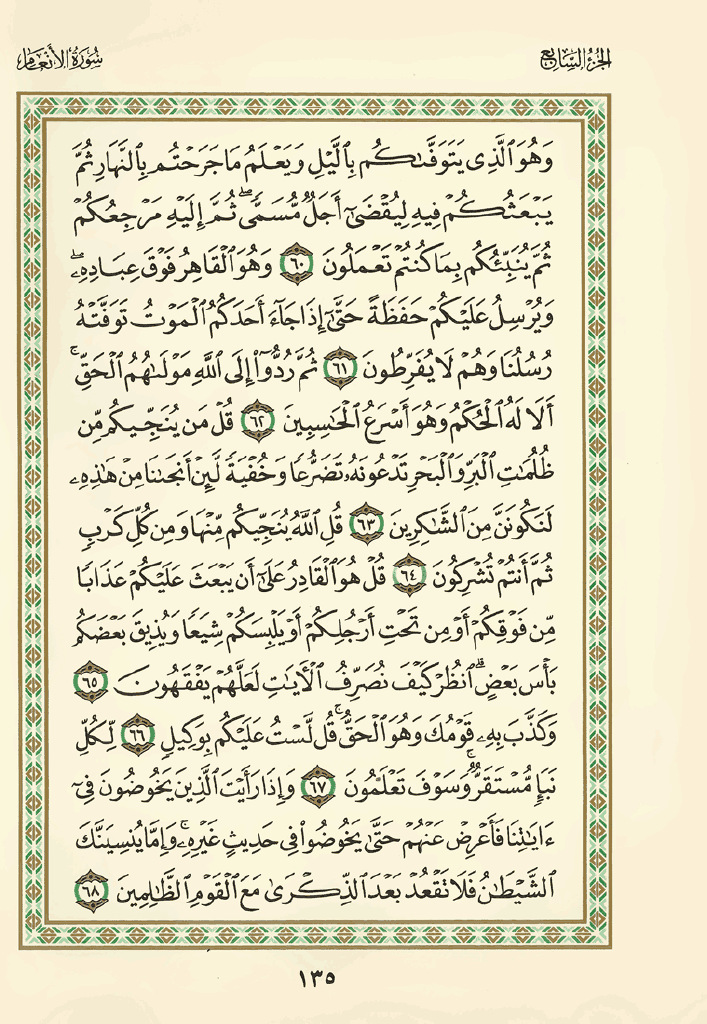 الجزء السابع
سورة الأنعام
وَهُوَ ٱلَّذِى يَتَوَفَّىٰكُم بِٱلَّيْلِ وَيَعْلَمُ مَا جَرَحْتُم بِٱلنَّهَارِ ثُمَّ
يَبْعَثُكُمْ فِيهِ لِيُقْضَىٰٓ أَجَلٌ مُّسَمًّى ۖ ثُمَّ إِلَيْهِ مَرْجِعُكُمْ
ثُمَّ يُنَبِّئُكُم بِمَا كُنتُمْ تَعْمَلُونَ ٦٠ وَهُوَ ٱلْقَاهِرُ فَوْقَ عِبَادِهِۦ ۖ
وَيُرْسِلُ عَلَيْكُمْ حَفَظَةً حَتَّىٰٓ إِذَا جَآءَ أَحَدَكُمُ ٱلْمَوْتُ تَوَفَّتْهُ
رُسُلُنَا وَهُمْ لَا يُفَرِّطُونَ ٦١ ثُمَّ رُدُّوٓا۟ إِلَى ٱللَّهِ مَوْلَىٰهُمُ ٱلْحَقِّ ۚ
أَلَا لَهُ ٱلْحُكْمُ وَهُوَ أَسْرَعُ ٱلْحَٰسِبِينَ ٦٢ قُلْ مَن يُنَجِّيكُم مِّن
ظُلُمَٰتِ ٱلْبَرِّ وَٱلْبَحْرِ تَدْعُونَهُۥ تَضَرُّعًا وَخُفْيَةً لَّئِنْ أَنجَىٰنَا مِنْ هَٰذِهِۦ
لَنَكُونَنَّ مِنَ ٱلشَّٰكِرِينَ ٦٣ قُلِ ٱللَّهُ يُنَجِّيكُم مِّنْهَا وَمِن كُلِّ كَرْبٍ
ثُمَّ أَنتُمْ تُشْرِكُونَ ٦٤ قُلْ هُوَ ٱلْقَادِرُ عَلَىٰٓ أَن يَبْعَثَ عَلَيْكُمْ عَذَابًا
مِّن فَوْقِكُمْ أَوْ مِن تَحْتِ أَرْجُلِكُمْ أَوْ يَلْبِسَكُمْ شِيَعًا وَيُذِيقَ بَعْضَكُم
بَأْسَ بَعْضٍ ۗ ٱنظُرْ كَيْفَ نُصَرِّفُ ٱلْءَايَٰتِ لَعَلَّهُمْ يَفْقَهُونَ ٦٥
وَكَذَّبَ بِهِۦ قَوْمُكَ وَهُوَ ٱلْحَقُّ ۚ قُل لَّسْتُ عَلَيْكُم بِوَكِيلٍ ٦٦ لِّكُلِّ
نَبَإٍ مُّسْتَقَرٌّ ۚ وَسَوْفَ تَعْلَمُونَ ٦٧ وَإِذَا رَأَيْتَ ٱلَّذِينَ يَخُوضُونَ فِىٓ
ءَايَٰتِنَا فَأَعْرِضْ عَنْهُمْ حَتَّىٰ يَخُوضُوا۟ فِى حَدِيثٍ غَيْرِهِۦ ۚ وَإِمَّا يُنسِيَنَّكَ
ٱلشَّيْطَٰنُ فَلَا تَقْعُدْ بَعْدَ ٱلذِّكْرَىٰ مَعَ ٱلْقَوْمِ ٱلظَّٰلِمِينَ ٦٨
١٣٥